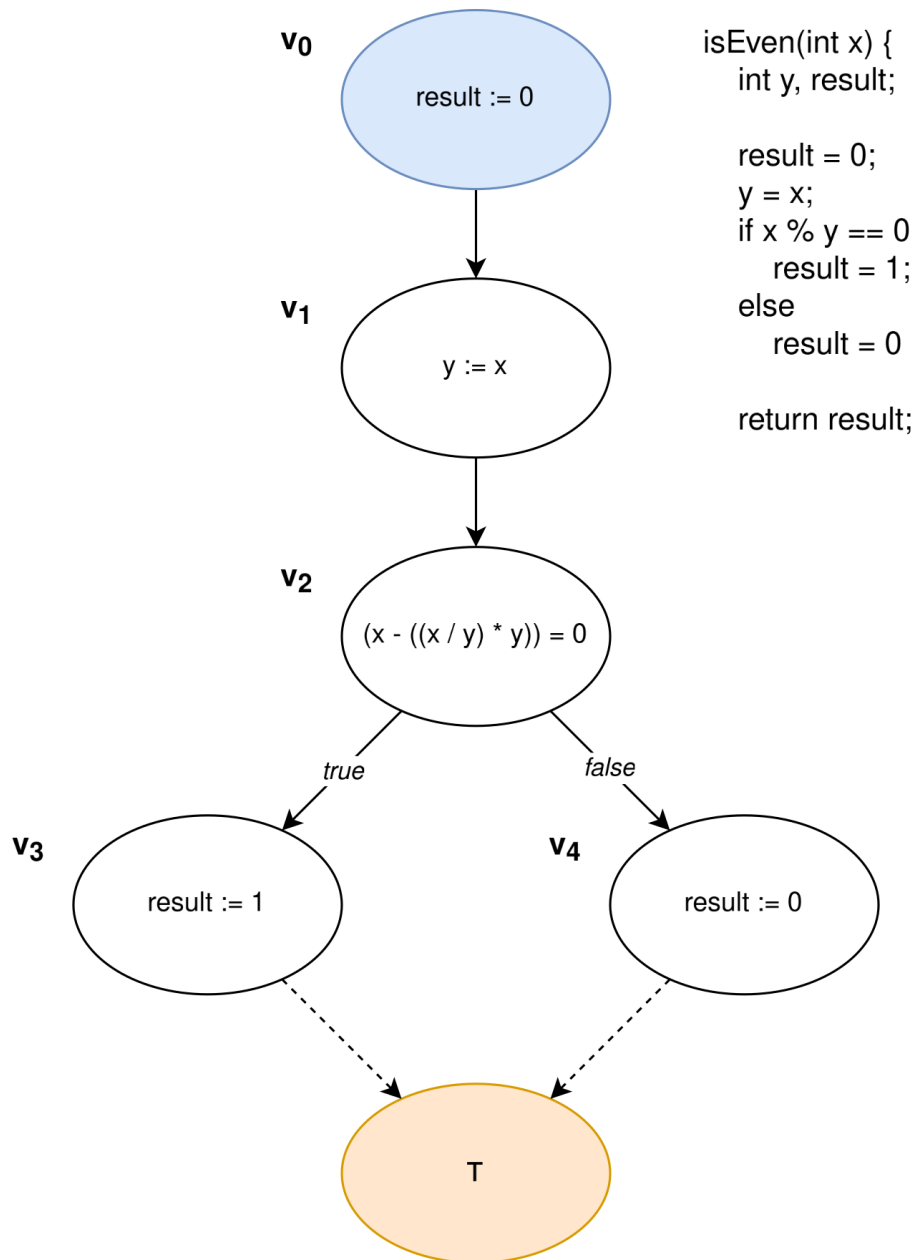 v0
result := 0
v1
y := x
v2
(x - ((x / y) * y)) = 0
true
false
v3
result := 1
v4
result := 0
T
isEven(int x) {
int y, result;
result = 0;
y = x;
if x % y == 0
result = 1;
else
result = 0
return result;